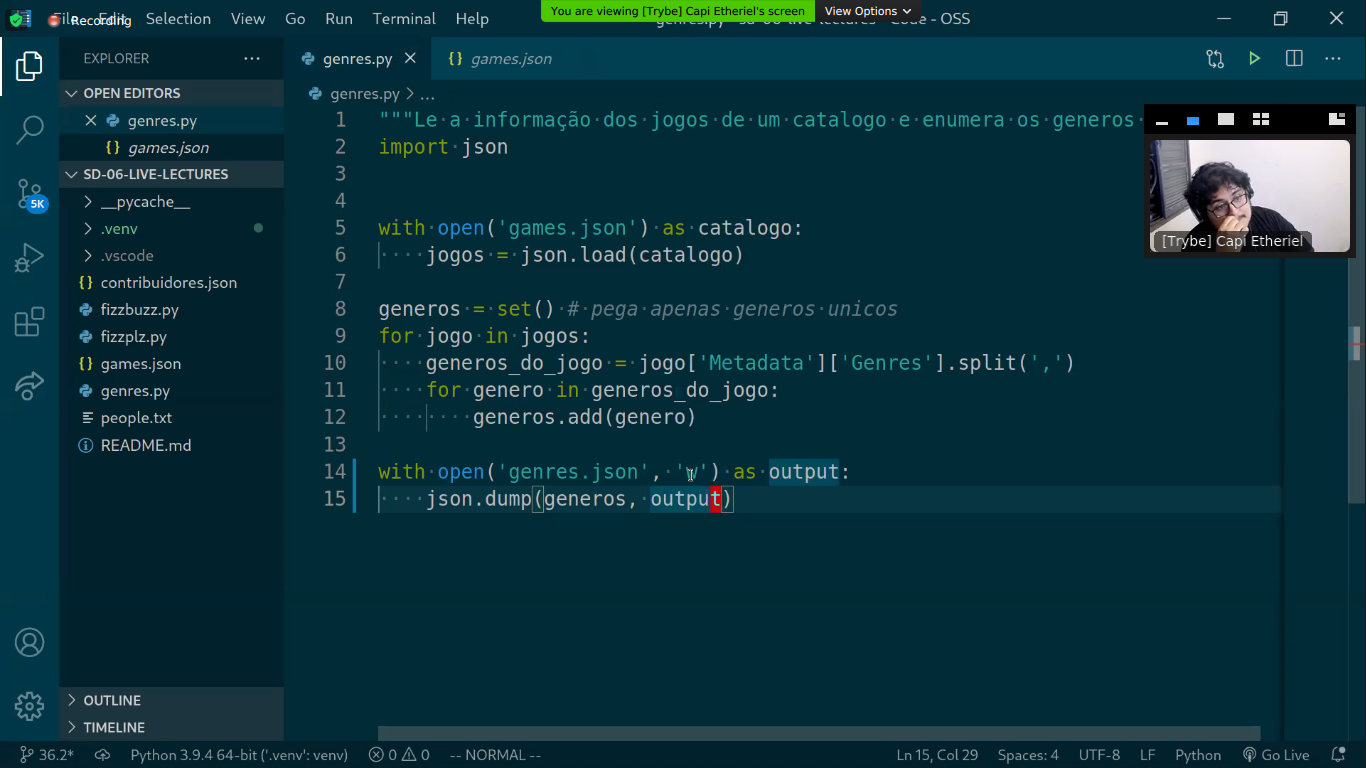 File Edit Selection View Go Run Terminal Help
Recording
You are viewing [Trybe] Capi Etheriel's screen
View Options
genres.py - sd-06-live-lectures - Code - OSS
EXPLORER
genres.py
games.json
OPEN EDITORS
genres.py
games.json
SD-06-LIVE-LECTURES
__pycache__
.venv
.vscode
contribuidores.json
fizzbuzz.py
fizzplz.py
games.json
genres.py
people.txt
README.md
OUTLINE
TIMELINE
5K
genres.py > ...
1 """Le·a·informação·dos·jogos·de·um·catalogo·e·enumera·os·generos
2 import·json
3
4
5 with·open('games.json')·as·catalogo:
6 ····jogos·=·json.load(catalogo)
7
8 generos·=·set()·#·pega·apenas·generos·unicos
9 for·jogo·in·jogos:
10 ····generos_do_jogo·=·jogo['Metadata']['Genres'].split(',')
11 ····for·genero·in·generos_do_jogo:
12 ········generos.add(genero)
13
14 with·open('genres.json',·'w')·as·output:
15 ····json.dump(generos,·output)
[Trybe] Capi Etheriel
36.2* Python 3.9.4 64-bit ('.venv': venv) 0 0 -- NORMAL -- Ln 15, Col 29 Spaces: 4 UTF-8 LF Python Go Live